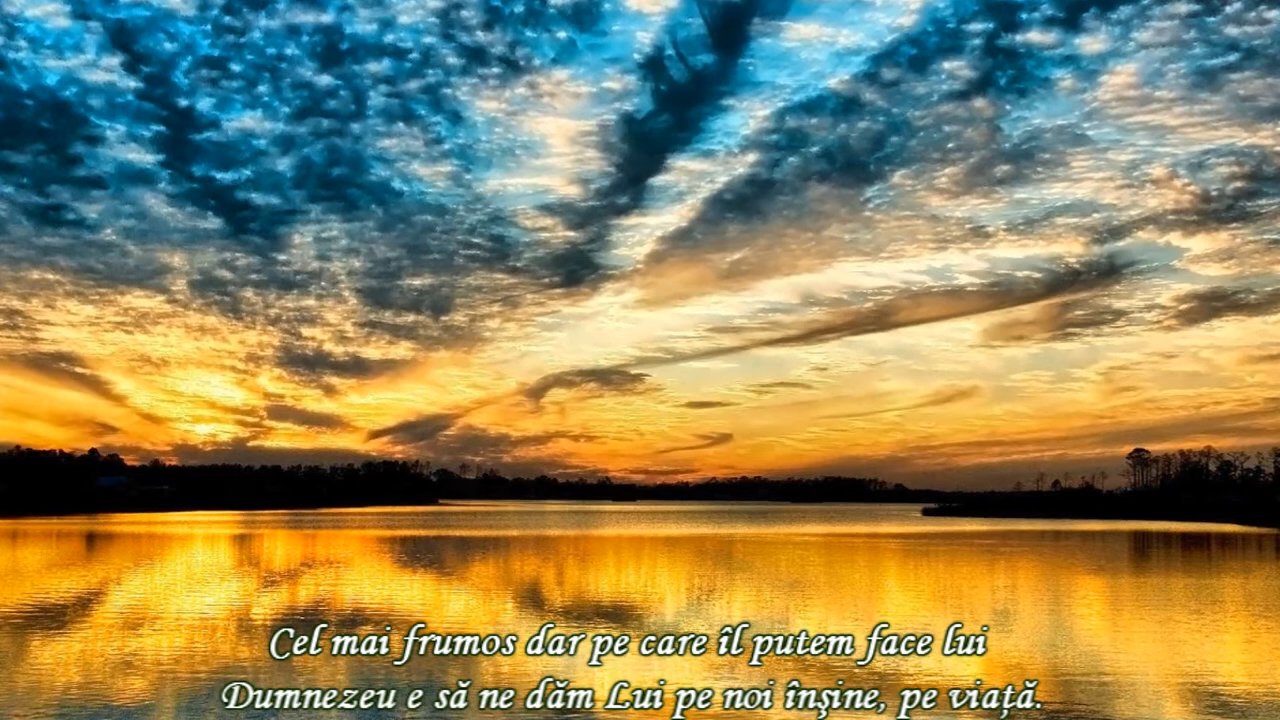 Cel mai frumos dar pe care îl putem face lui
Dumnezeu e să ne dăm Lui pe noi înşine, pe viață.